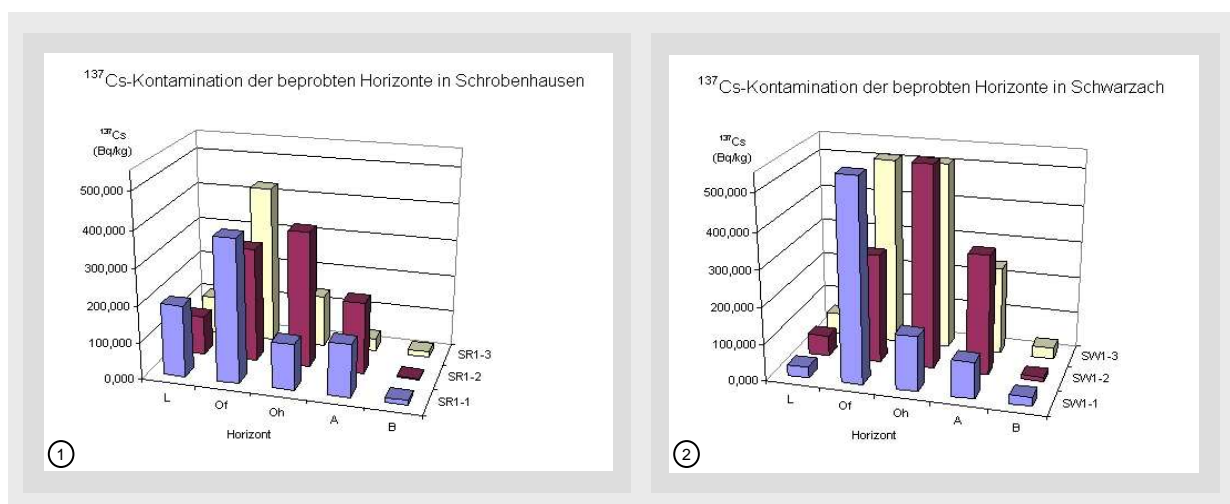 ¹³⁷Cs-Kontamination der beprobten Horizonte in Schrobenhausen
¹³⁷Cs
(Bq/kg)
500,000
400,000
300,000
200,000
100,000
0,000
L
Of
Oh
A
B
SR1-3
SR1-2
SR1-1
Horizont
1
¹³⁷Cs-Kontamination der beprobten Horizonte in Schwarzach
¹³⁷Cs
(Bq/kg)
500,000
400,000
300,000
200,000
100,000
0,000
L
Of
Oh
A
B
SW1-3
SW1-2
SW1-1
Horizont
2